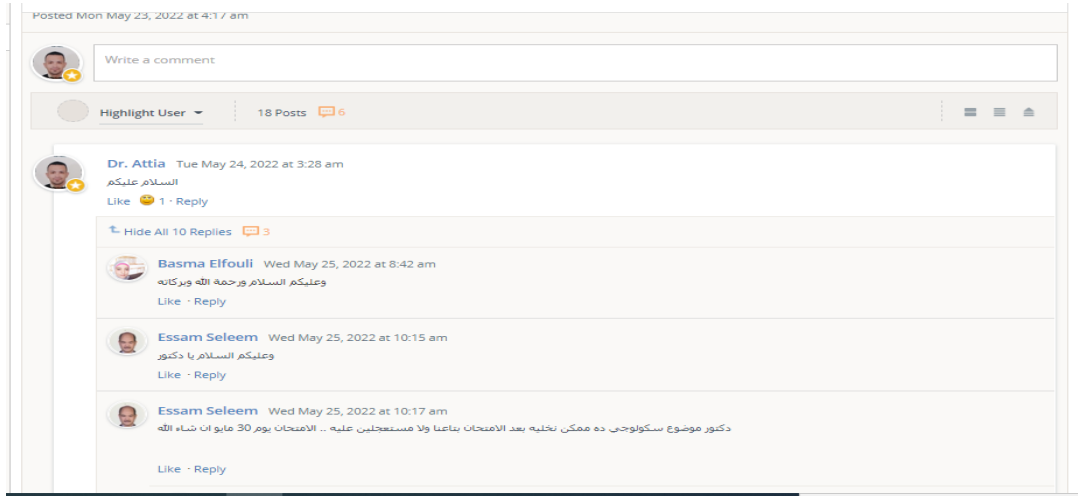 Posted Mon May 23, 2022 at 4:17 am
Write a comment
Highlight User
18 Posts 6
Dr. Attia Tue May 24, 2022 at 3:28 am
السلام عليكم
Like 1 · Reply
Hide All 10 Replies 3
Basma Elfouli Wed May 25, 2022 at 8:42 am
وعليكم السلام ورحمة الله وبركاته
Like · Reply
Essam Seleem Wed May 25, 2022 at 10:15 am
وعليكم السلام يا دكتور
Like · Reply
Essam Seleem Wed May 25, 2022 at 10:17 am
دكتور موضوع سكولوجي ده ممكن نخليه بعد الامتحان بتاعنا ولا مستعجلين عليه .. الامتحان يوم 30 مايو ان شاء الله
Like · Reply